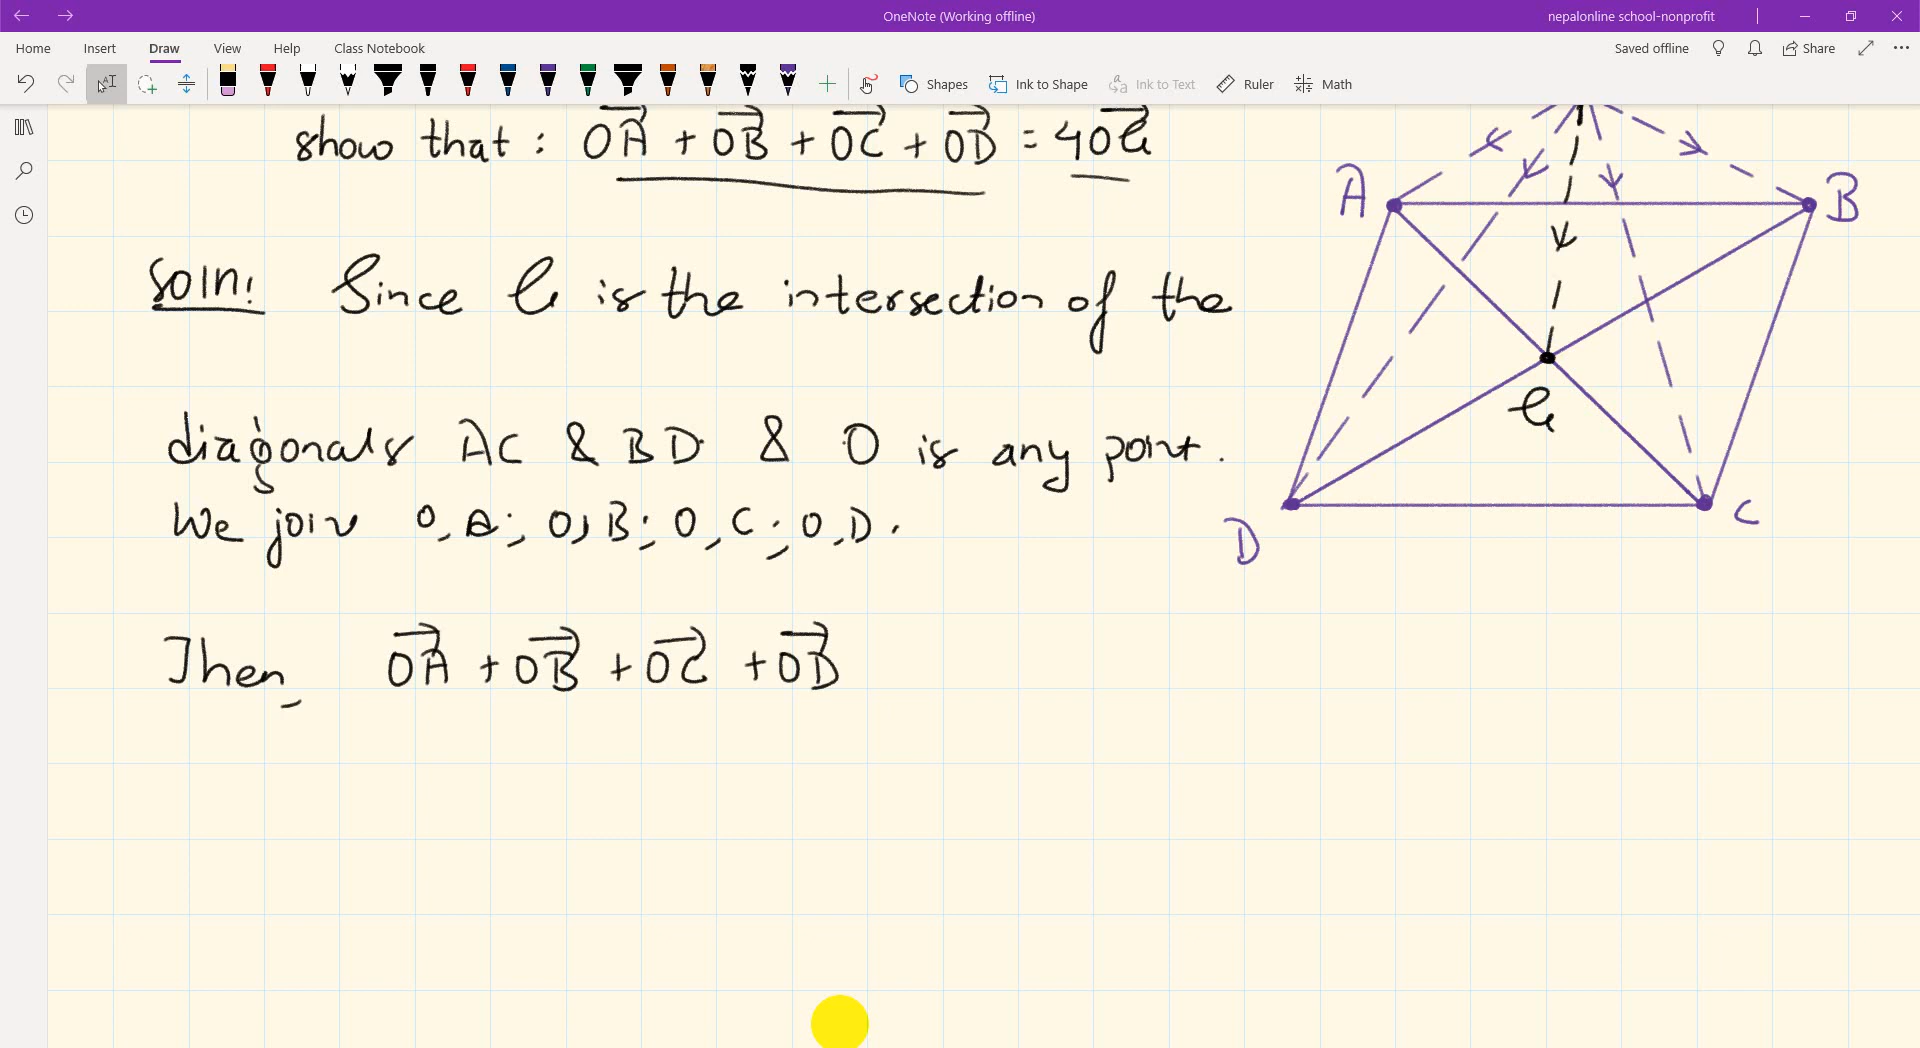 OneNote (Working offline)
nepalonline school-nonprofit
Home Insert Draw View Help Class Notebook
Saved offline Share
Shapes Ink to Shape Ink to Text Ruler Math
show that : OA + OB + OC + OD = 4OG
A B
Soln: Since G is the intersection of the
diagonals AC & BD & O is any point.
G
We join O, A; O, B; O, C; O, D.
D C
Then, OA + OB + OC + OD